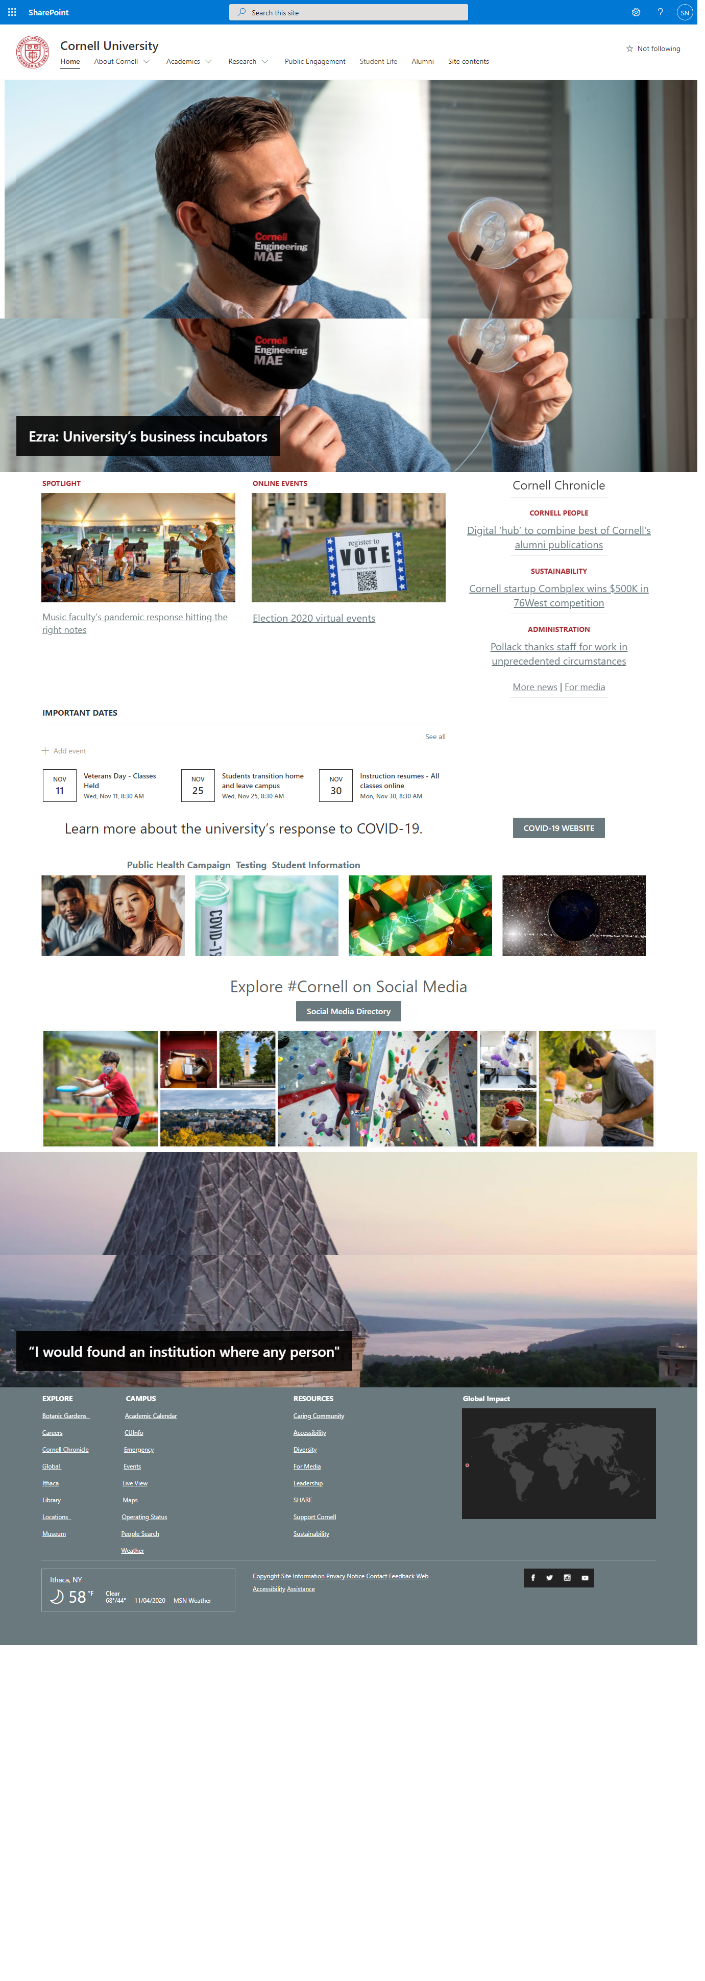 SharePoint
Search this site
?
SN
Cornell University
Not following
Home About Cornell Academics Research Public Engagement Student Life Alumni Site contents
Cornell
Engineering
MAE
Cornell
Engineering
MAE
Ezra: University's business incubators
SPOTLIGHT
Music faculty's pandemic response hitting the
right notes
ONLINE EVENTS
register to
VOTE
Election 2020 virtual events
Cornell Chronicle
CORNELL PEOPLE
Digital 'hub' to combine best of Cornell's
alumni publications
SUSTAINABILITY
Cornell startup Combplex wins $500K in
76West competition
ADMINISTRATION
Pollack thanks staff for work in
unprecedented circumstances
More news | For media
IMPORTANT DATES
See all
Add event
NOV
11
Veterans Day - Classes
Held
Wed, Nov 11, 8:30 AM
NOV
25
Students transition home
and leave campus
Wed, Nov 25, 8:30 AM
NOV
30
Instruction resumes - All
classes online
Mon, Nov 30, 8:30 AM
Learn more about the university's response to COVID-19.
COVID-19 WEBSITE
Public Health Campaign Testing Student Information
COVID-19
Explore #Cornell on Social Media
Social Media Directory
"I would found an institution where any person"
EXPLORE
Botanic Gardens
Careers
Cornell Chronicle
Global
Ithaca
Library
Locations
Museum
CAMPUS
Academic Calendar
CUInfo
Emergency
Events
Live View
Maps
Operating Status
People Search
Weather
RESOURCES
Caring Community
Accessibility
Diversity
For Media
Leadership
SHARE
Support Cornell
Sustainability
Global Impact
Ithaca, NY
58 °F
Clear
68°/44° 11/04/2020 MSN Weather
Copyright Site Information Privacy Notice Contact Feedback Web
Accessibility Assistance